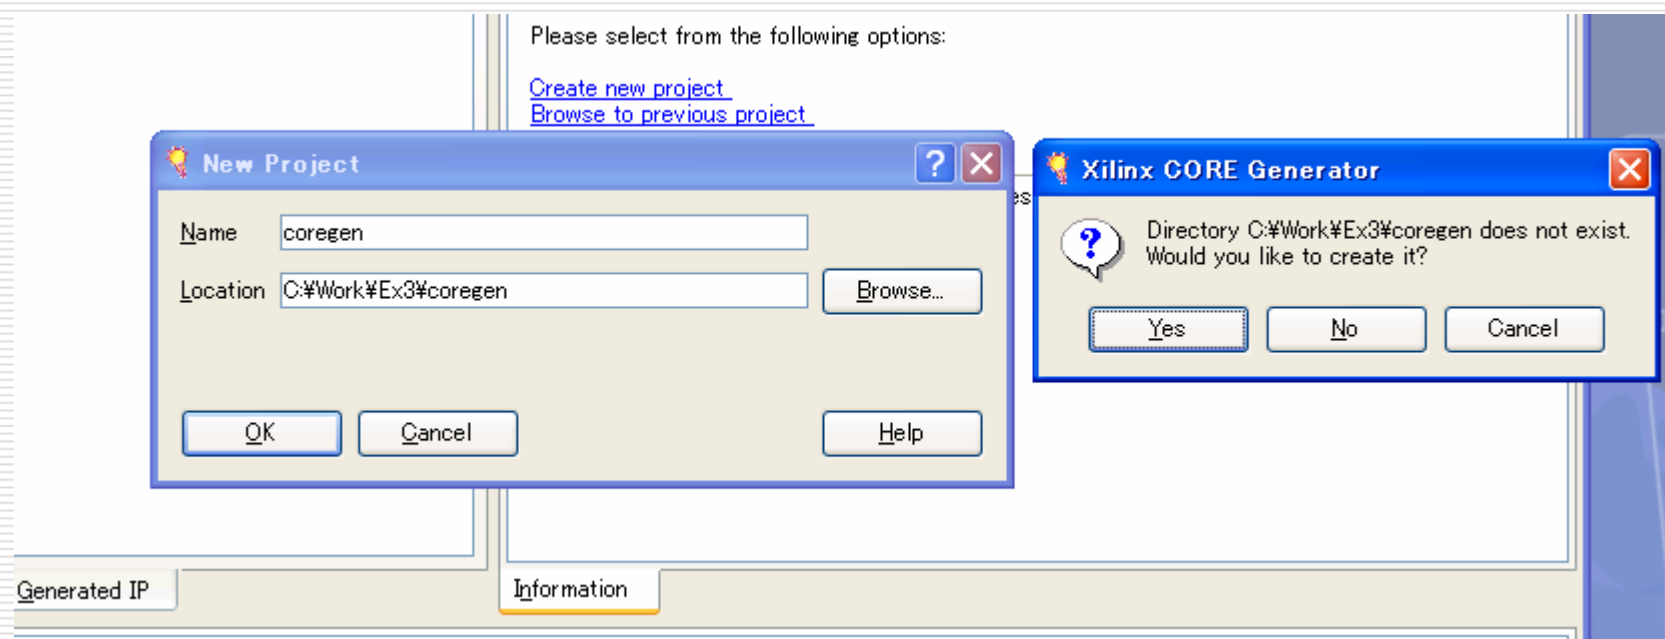 Please select from the following options:
Create new project
Browse to previous project
New Project
Name coregen
Location C:¥Work¥Ex3¥coregen Browse...
OK Cancel Help
Xilinx CORE Generator
Directory C:¥Work¥Ex3¥coregen does not exist.
Would you like to create it?
Yes No Cancel
Generated IP
Information